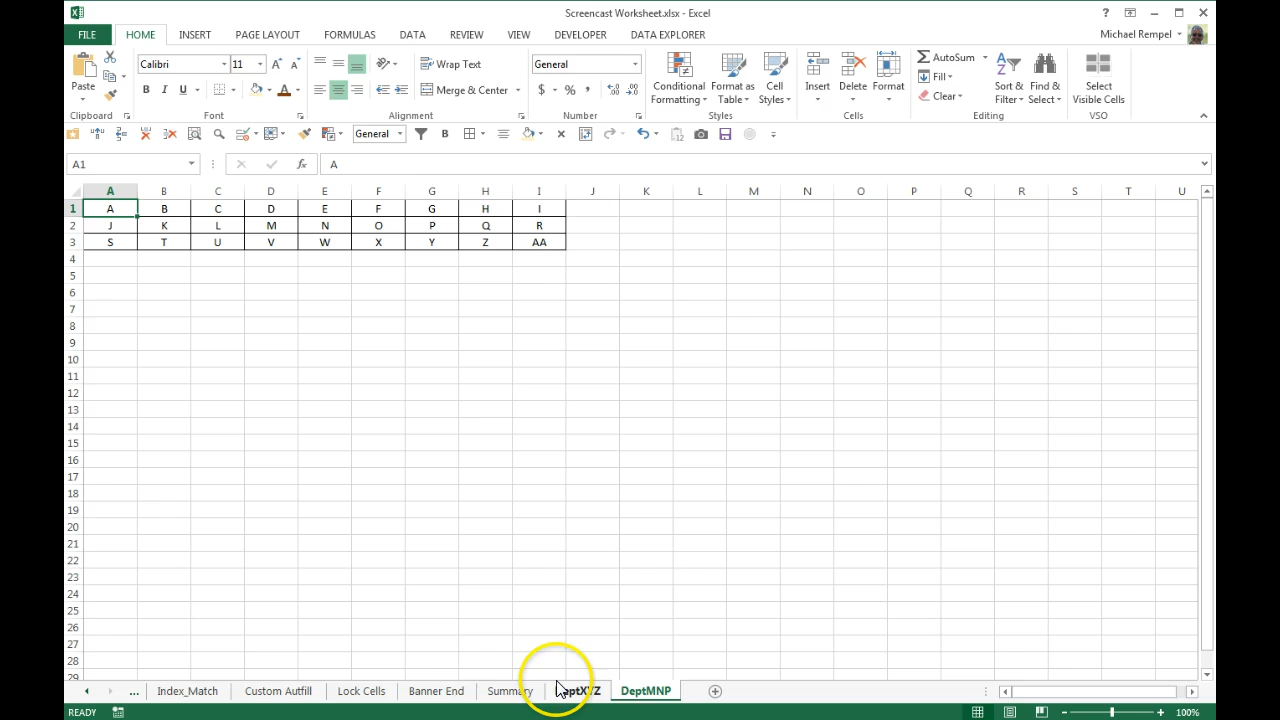 Screencast Worksheet.xlsx - Excel
FILE HOME INSERT PAGE LAYOUT FORMULAS DATA REVIEW VIEW DEVELOPER DATA EXPLORER Michael Rempel
Paste
Clipboard
Calibri 11
B I U
Font
Wrap Text
Merge & Center
Alignment
General
$ % ,
Number
Conditional Formatting
Format as Table
Cell Styles
Styles
Insert
Delete
Format
Cells
AutoSum
Fill
Clear
Sort & Filter
Find & Select
Editing
Select Visible Cells
VSO
General B
A1 fx A
A B C D E F G H I J K L M N O P Q R S T U
1 A B C D E F G H I
2 J K L M N O P Q R
3 S T U V W X Y Z AA
4
5
6
7
8
9
10
11
12
13
14
15
16
17
18
19
20
21
22
23
24
25
26
27
28
29
... Index_Match Custom Autfill Lock Cells Banner End Summary DeptXYZ DeptMNP
READY 100%